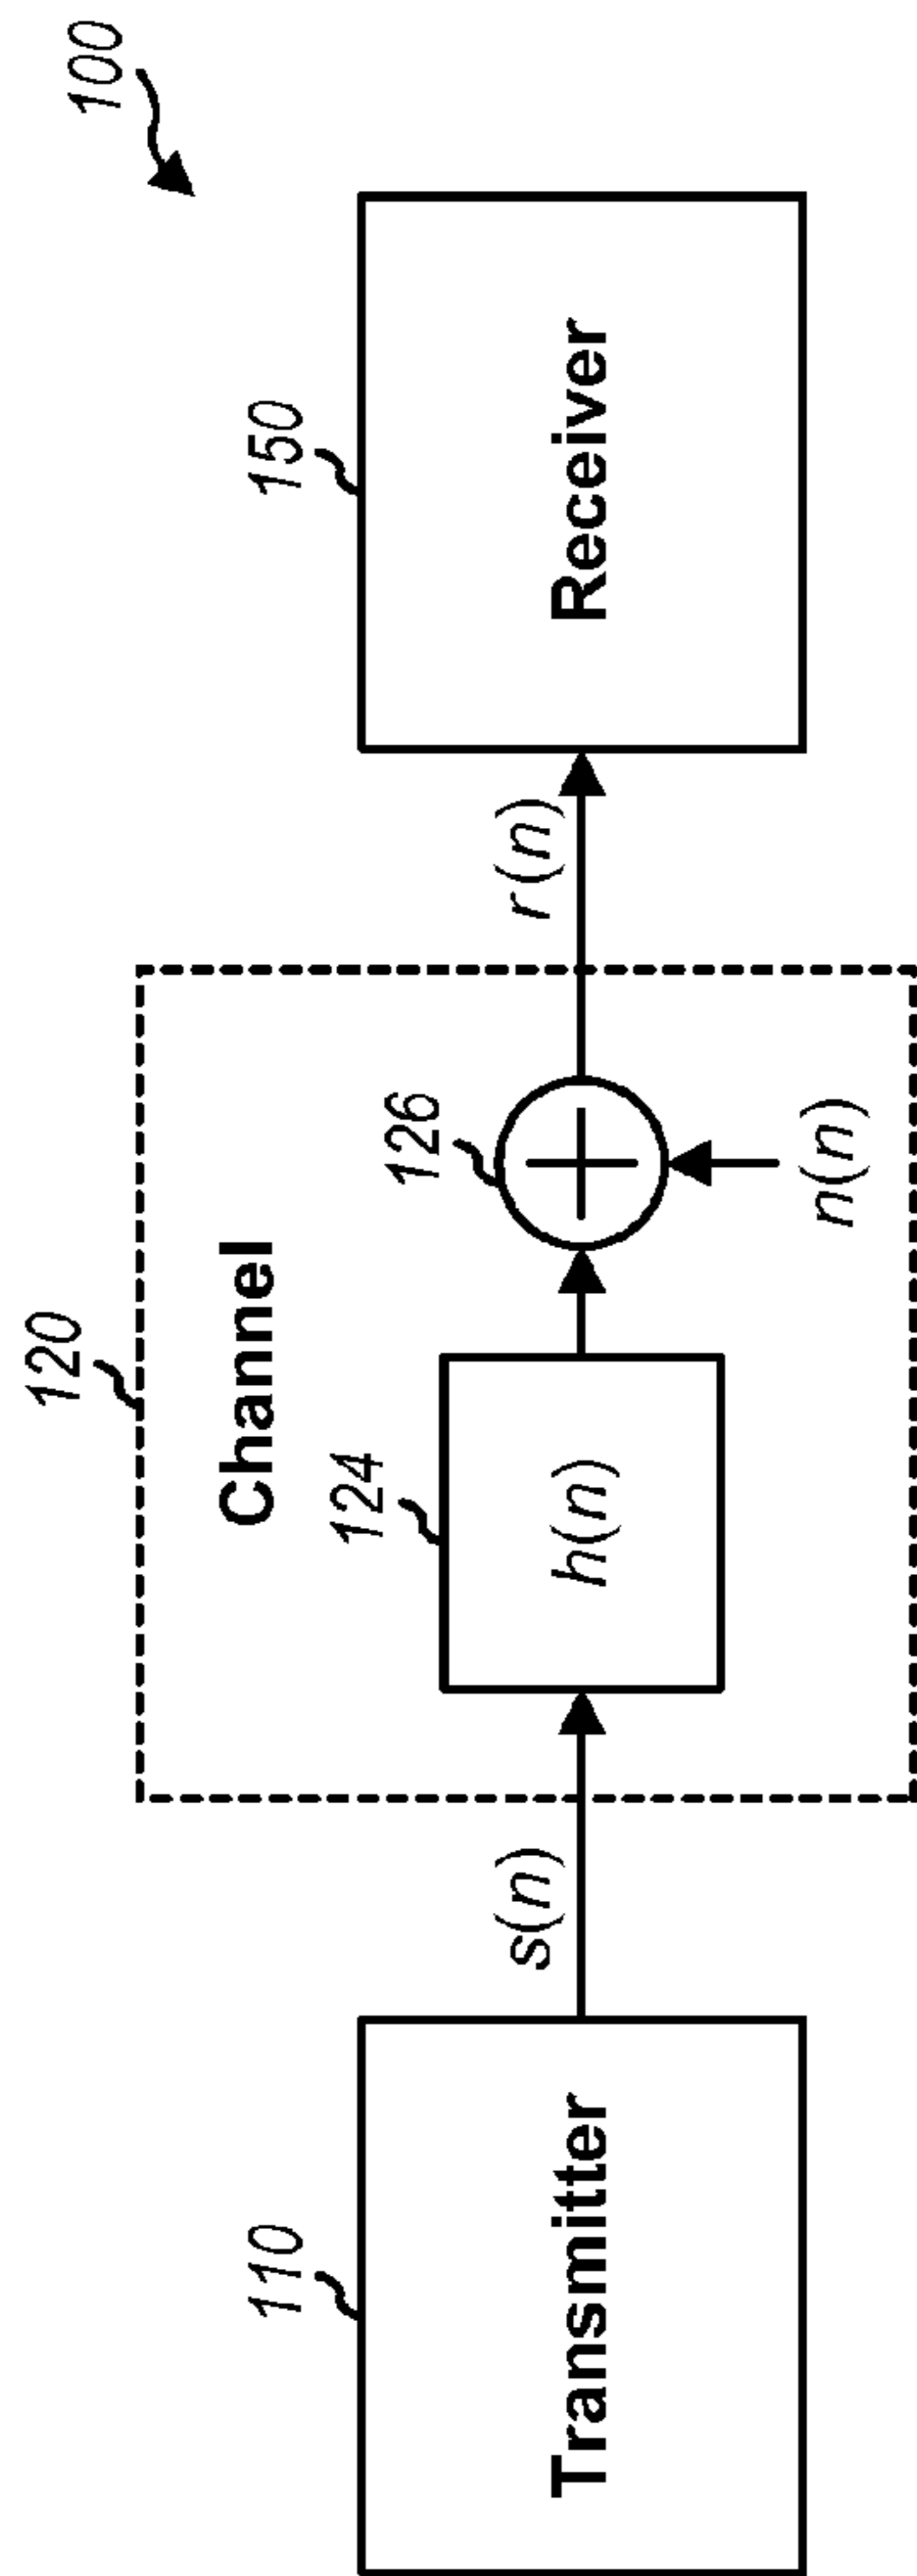 100
120
110
Channel
150
124
126
Transmitter
s(n)
h(n)
r(n)
Receiver
n(n)